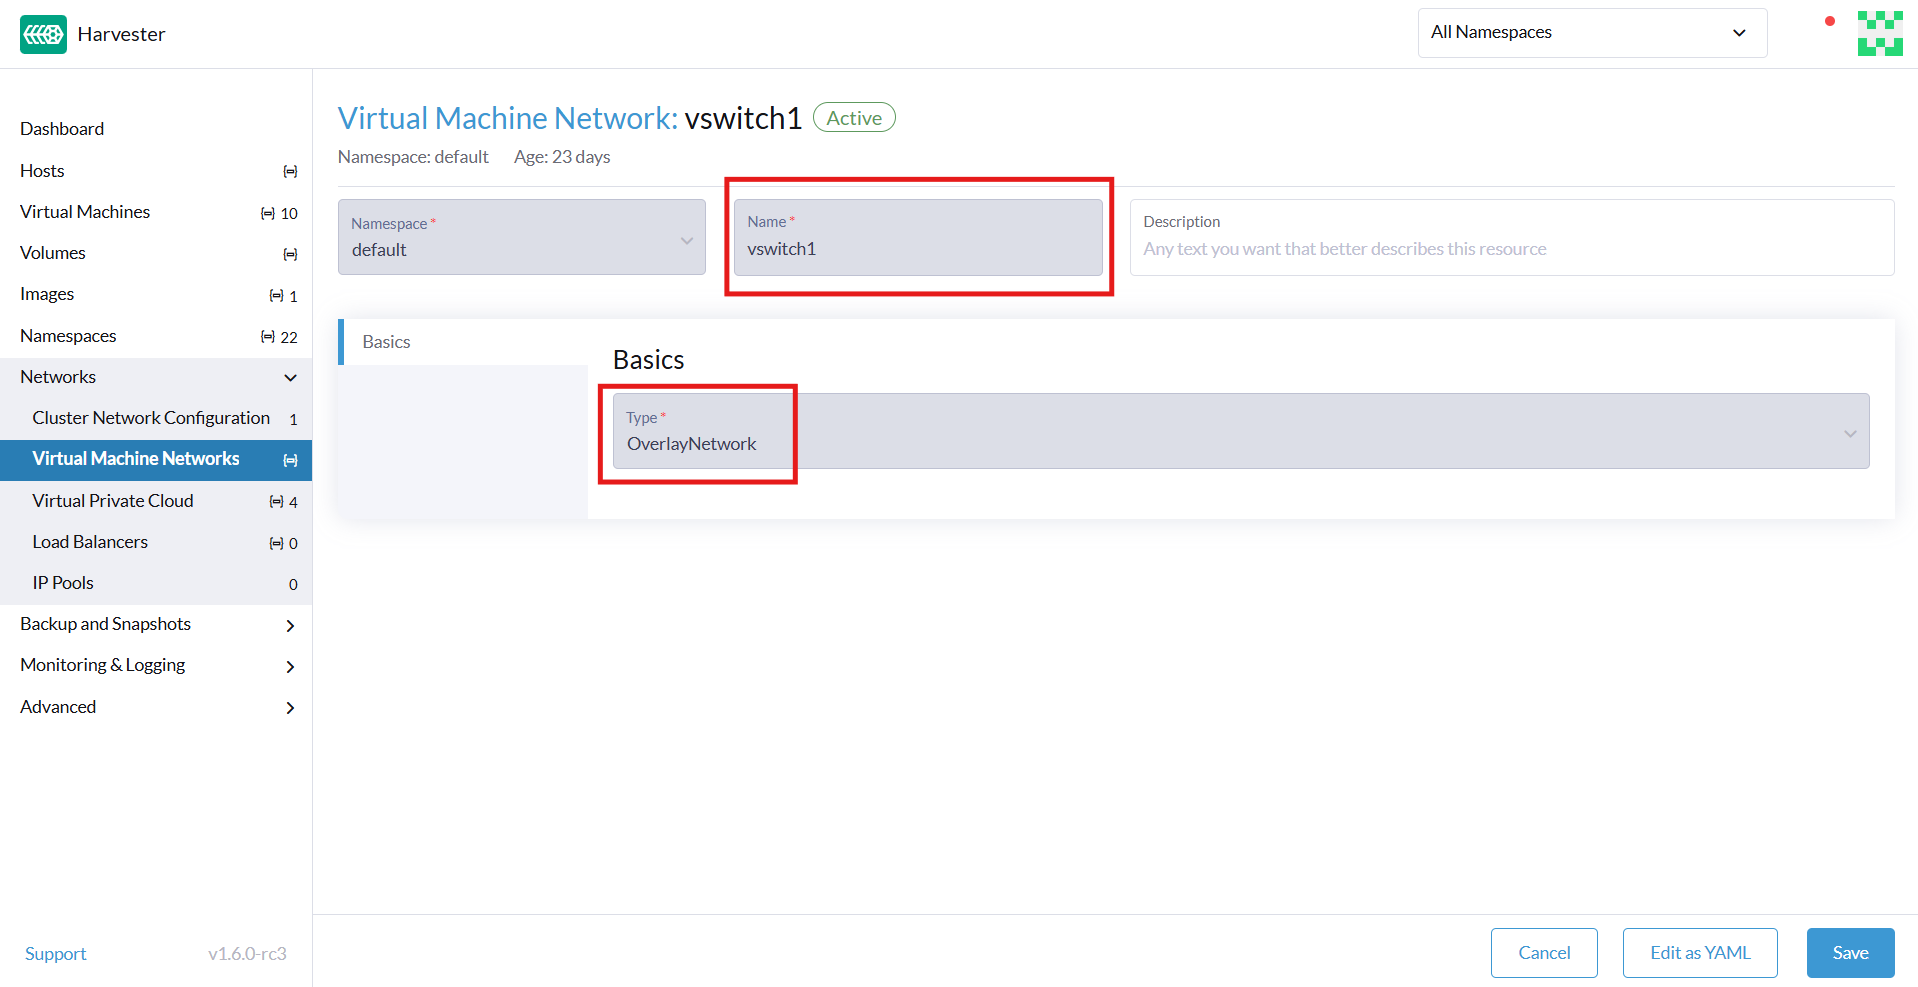 Harvester
All Namespaces
Dashboard
Hosts
Virtual Machines 10
Volumes
Images 1
Namespaces 22
Networks
Cluster Network Configuration 1
Virtual Machine Networks
Virtual Private Cloud 4
Load Balancers 0
IP Pools 0
Backup and Snapshots
Monitoring & Logging
Advanced
Support v1.6.0-rc3
Virtual Machine Network: vswitch1 Active
Namespace: default Age: 23 days
Namespace *
default
Name *
vswitch1
Description
Any text you want that better describes this resource
Basics
Basics
Type *
OverlayNetwork
Cancel
Edit as YAML
Save